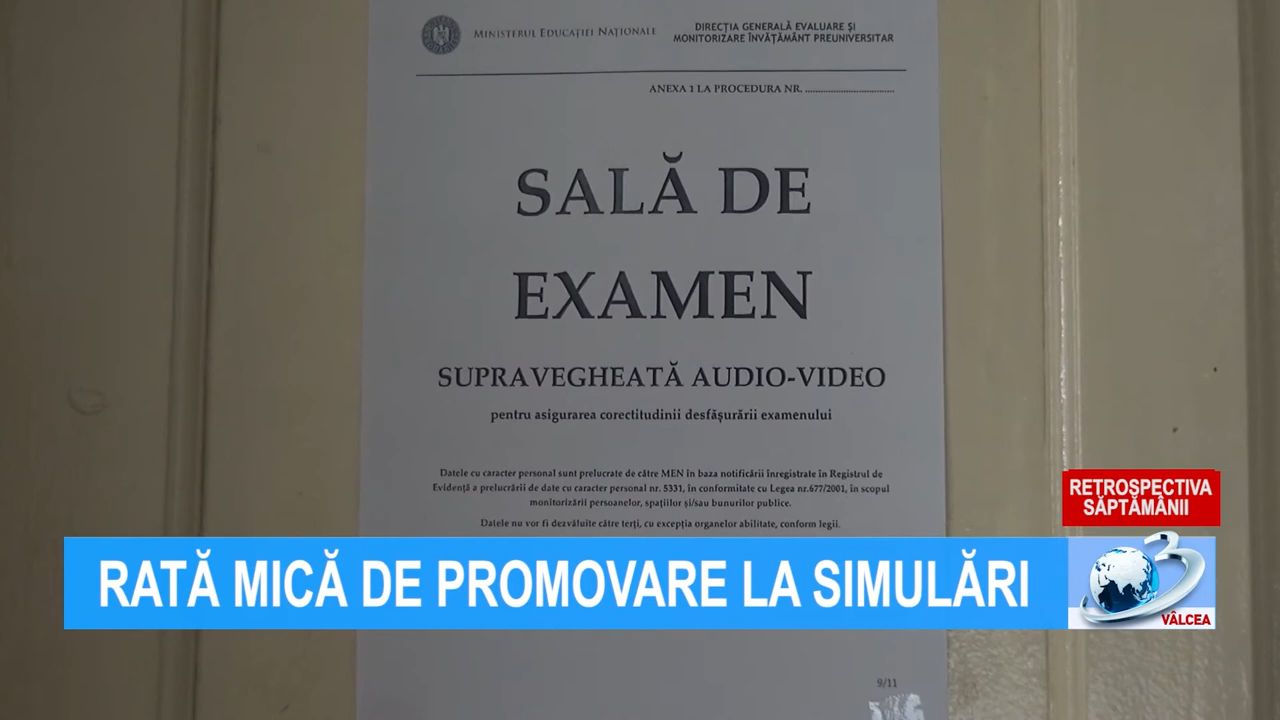 MINISTERUL EDUCAȚIEI NAȚIONALE
DIRECȚIA GENERALĂ EVALUARE ȘI
MONITORIZARE ÎNVĂȚĂMÂNT PREUNIVERSITAR
ANEXA 1 LA PROCEDURA NR. ....................................
SALĂ DE
EXAMEN
SUPRAVEGHEATĂ AUDIO-VIDEO
pentru asigurarea corectitudinii desfășurării examenului
Datele cu caracter personal sunt prelucrate de către MEN în baza notificării înregistrate în Registrul de
Evidență a prelucrării de date cu caracter personal nr. 5331, în conformitate cu Legea nr.677/2001, în scopul
monitorizării persoanelor, spațiilor și/sau bunurilor publice.
Datele nu vor fi dezvăluite către terți, cu excepția organelor abilitate, conform legii.
RETROSPECTIVA
SĂPTĂMÂNII
RATĂ MICĂ DE PROMOVARE LA SIMULĂRI
3
VÂLCEA
9/11